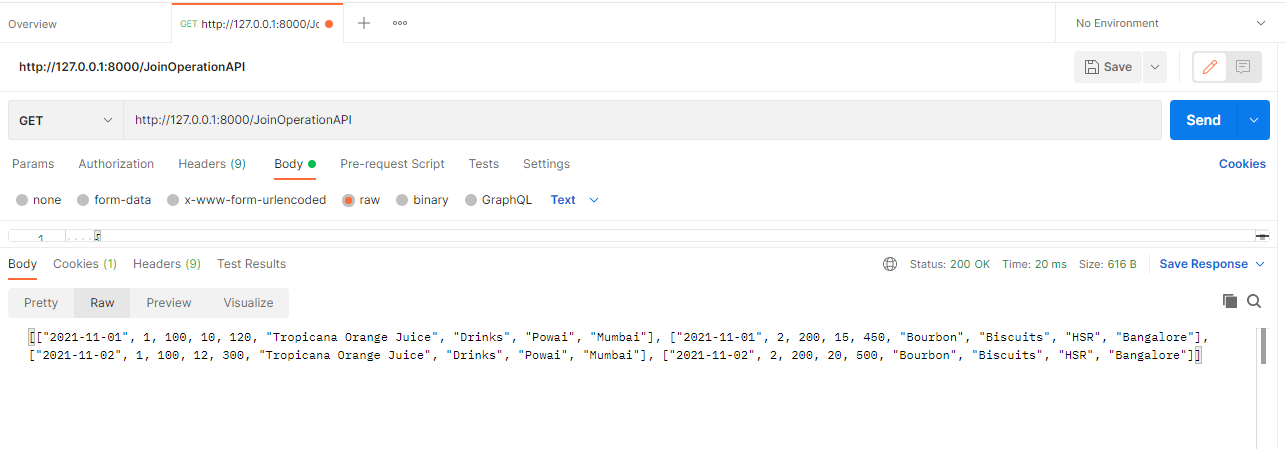 Overview GET http://127.0.0.1:8000/Jo No Environment
http://127.0.0.1:8000/JoinOperationAPI Save
GET http://127.0.0.1:8000/JoinOperationAPI Send
Params Authorization Headers (9) Body Pre-request Script Tests Settings Cookies
none form-data x-www-form-urlencoded raw binary GraphQL Text
1 {
Body Cookies (1) Headers (9) Test Results Status: 200 OK Time: 20 ms Size: 616 B Save Response
Pretty Raw Preview Visualize
[["2021-11-01", 1, 100, 10, 120, "Tropicana Orange Juice", "Drinks", "Powai", "Mumbai"], ["2021-11-01", 2, 200, 15, 450, "Bourbon", "Biscuits", "HSR", "Bangalore"],
["2021-11-02", 1, 100, 12, 300, "Tropicana Orange Juice", "Drinks", "Powai", "Mumbai"], ["2021-11-02", 2, 200, 20, 500, "Bourbon", "Biscuits", "HSR", "Bangalore"]]